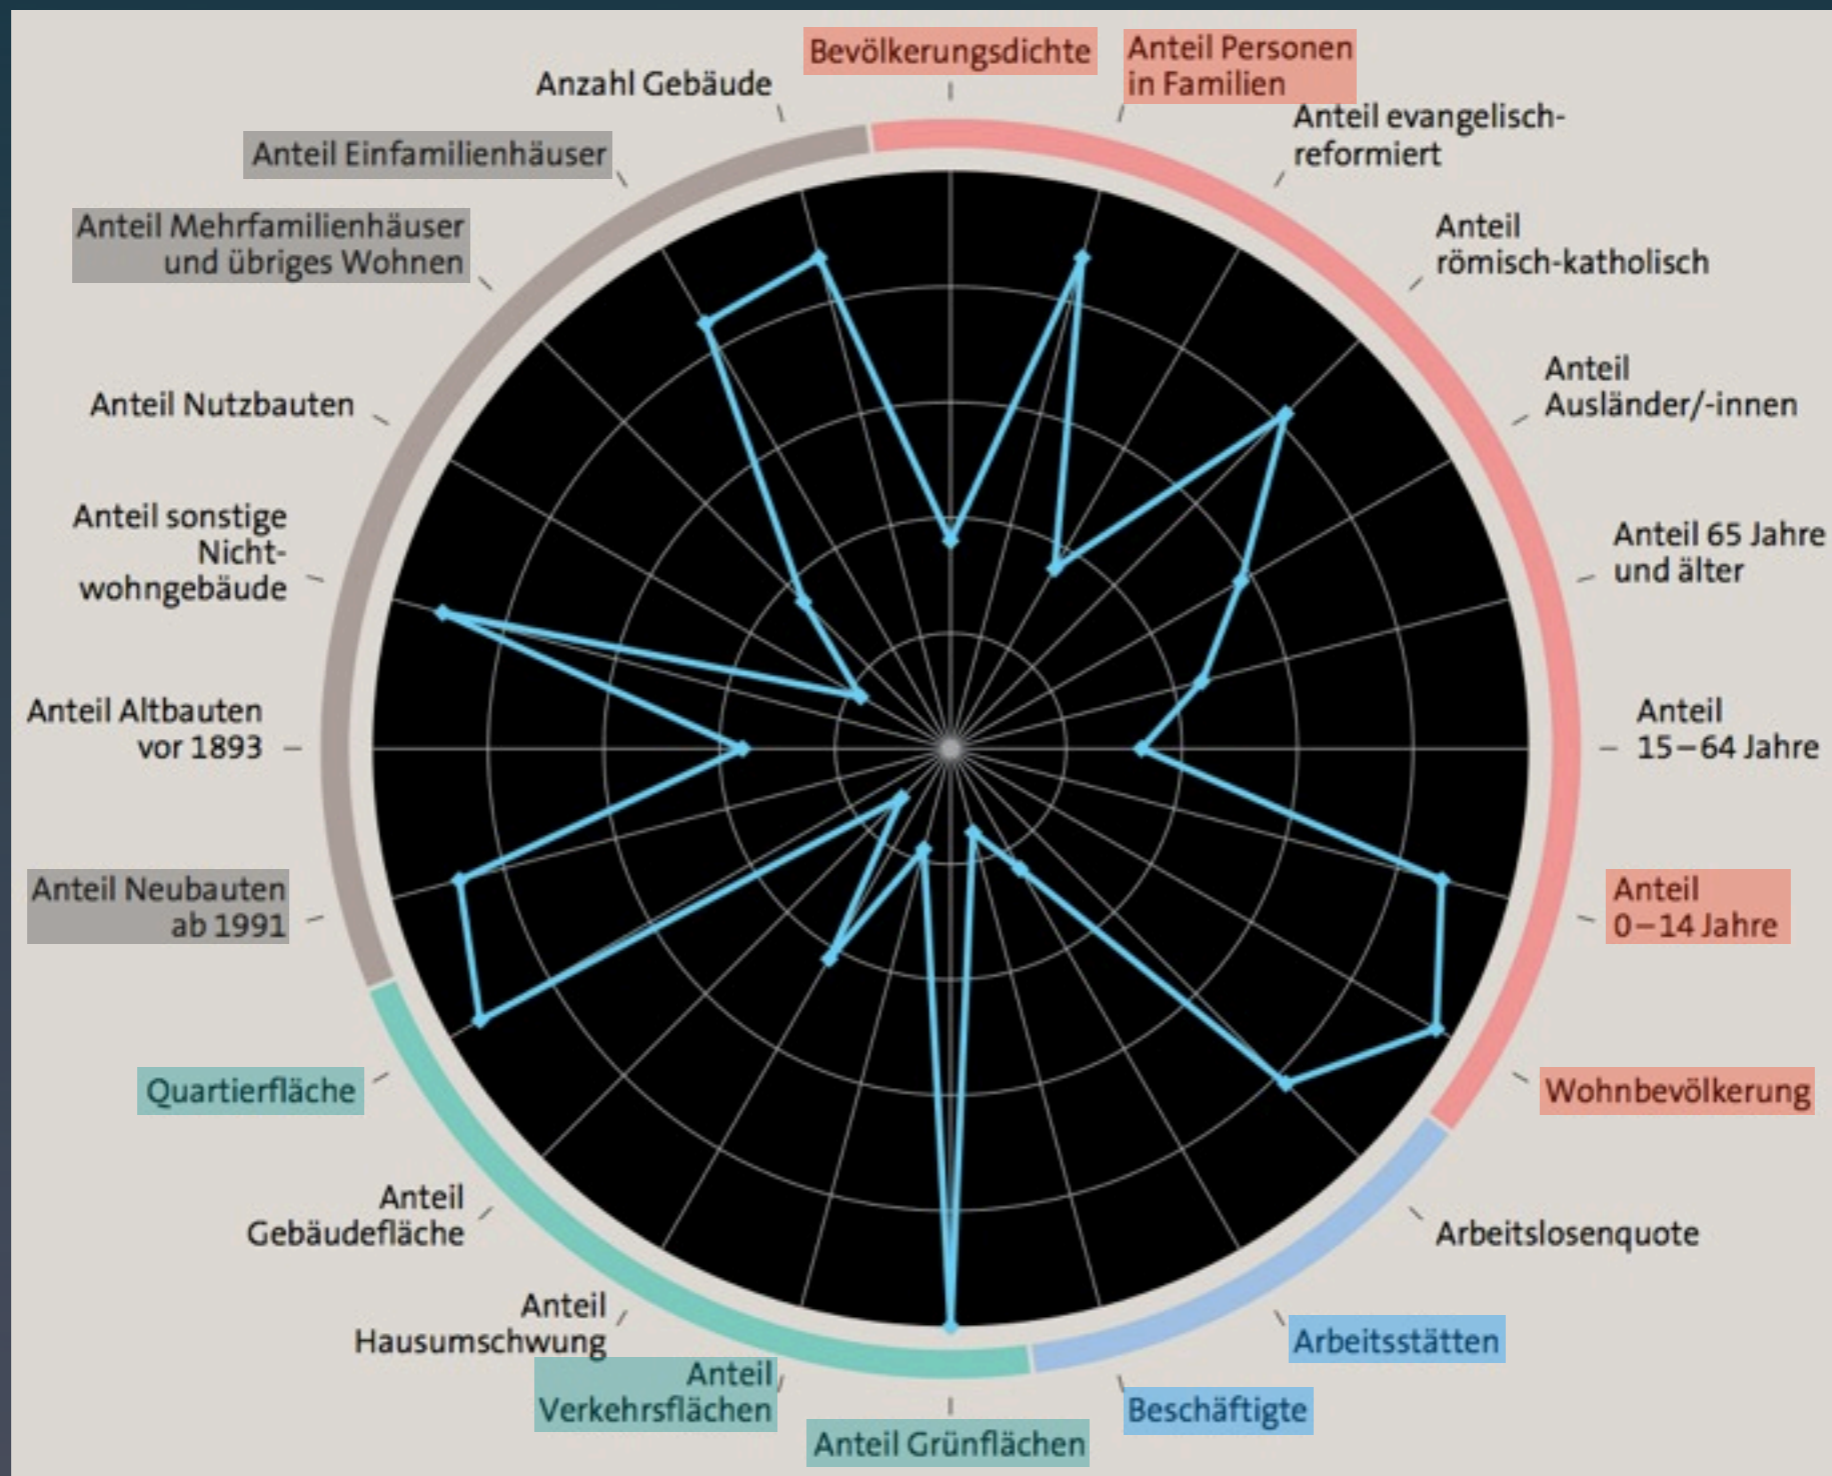 Bevölkerungsdichte
Anteil Personen
in Familien
Anteil evangelisch-
reformiert
Anteil
römisch-katholisch
Anteil
Ausländer/-innen
Anteil 65 Jahre
und älter
Anteil
15–64 Jahre
Anteil
0–14 Jahre
Wohnbevölkerung
Arbeitslosenquote
Arbeitsstätten
Beschäftigte
Anteil Grünflächen
Anteil
Verkehrsflächen
Anteil
Hausumschwung
Anteil
Gebäudefläche
Quartierfläche
Anteil Neubauten
ab 1991
Anteil Altbauten
vor 1893
Anteil sonstige
Nicht-
wohngebäude
Anteil Nutzbauten
Anteil Mehrfamilienhäuser
und übriges Wohnen
Anteil Einfamilienhäuser
Anzahl Gebäude